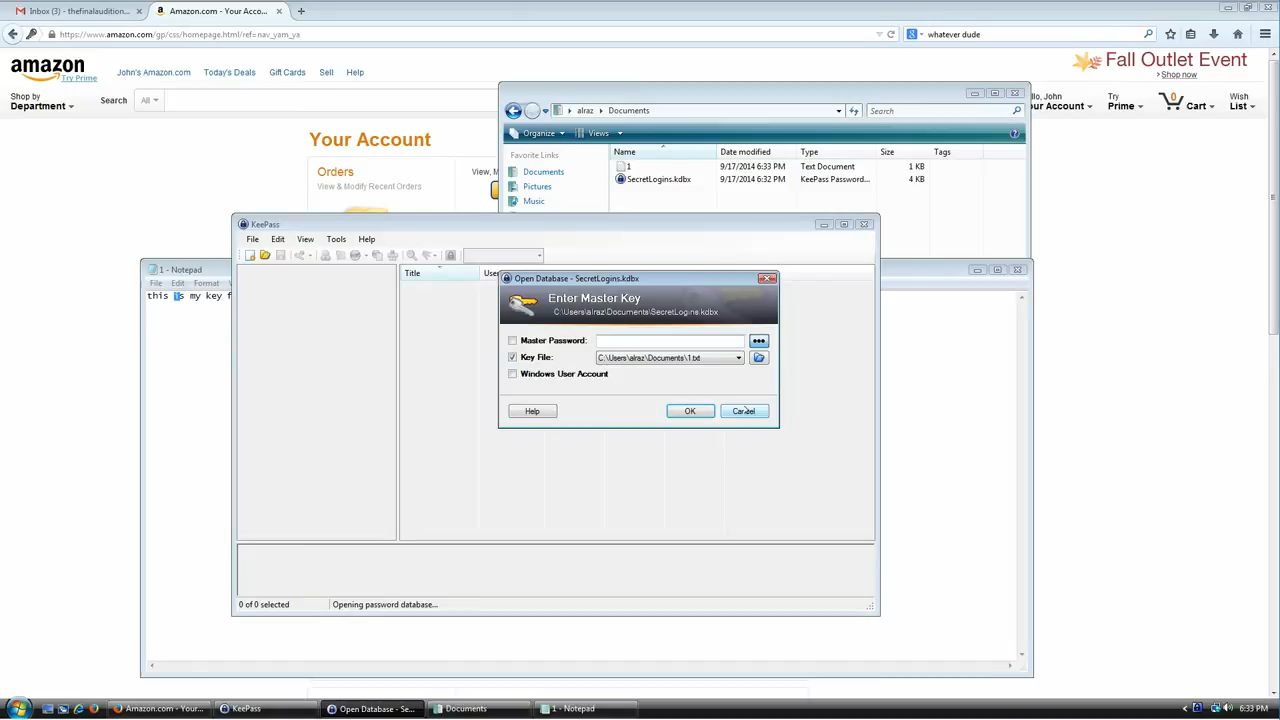 Inbox (3) - thefinalaudition...
Amazon.com - Your Acco...
https://www.amazon.com/gp/css/homepage.html/ref=nav_yam_ya
whatever dude
amazon
Try Prime
John's Amazon.com
Today's Deals
Gift Cards
Sell
Help
Fall Outlet Event
Shop now
Shop by
Department
Search
All
llo, John
our Account
Try
Prime
0
Cart
Wish
List
Your Account
Orders
View & Modify Recent Orders
View, M
alraz
Documents
Search
Organize
Views
Favorite Links
Documents
Pictures
Music
Name
Date modified
Type
Size
Tags
1
9/17/2014 6:33 PM
Text Document
1 KB
SecretLogins.kdbx
9/17/2014 6:32 PM
KeePass Password...
4 KB
1 - Notepad
File
Edit
Format
this is my key f
KeePass
File
Edit
View
Tools
Help
Title
User
0 of 0 selected
Opening password database...
Open Database - SecretLogins.kdbx
Enter Master Key
C:\Users\alraz\Documents\SecretLogins.kdbx
Master Password:
Key File:
C:\Users\alraz\Documents\1.txt
Windows User Account
Help
OK
Cancel
Amazon.com - Your...
KeePass
Open Database - Se...
Documents
1 - Notepad
6:33 PM